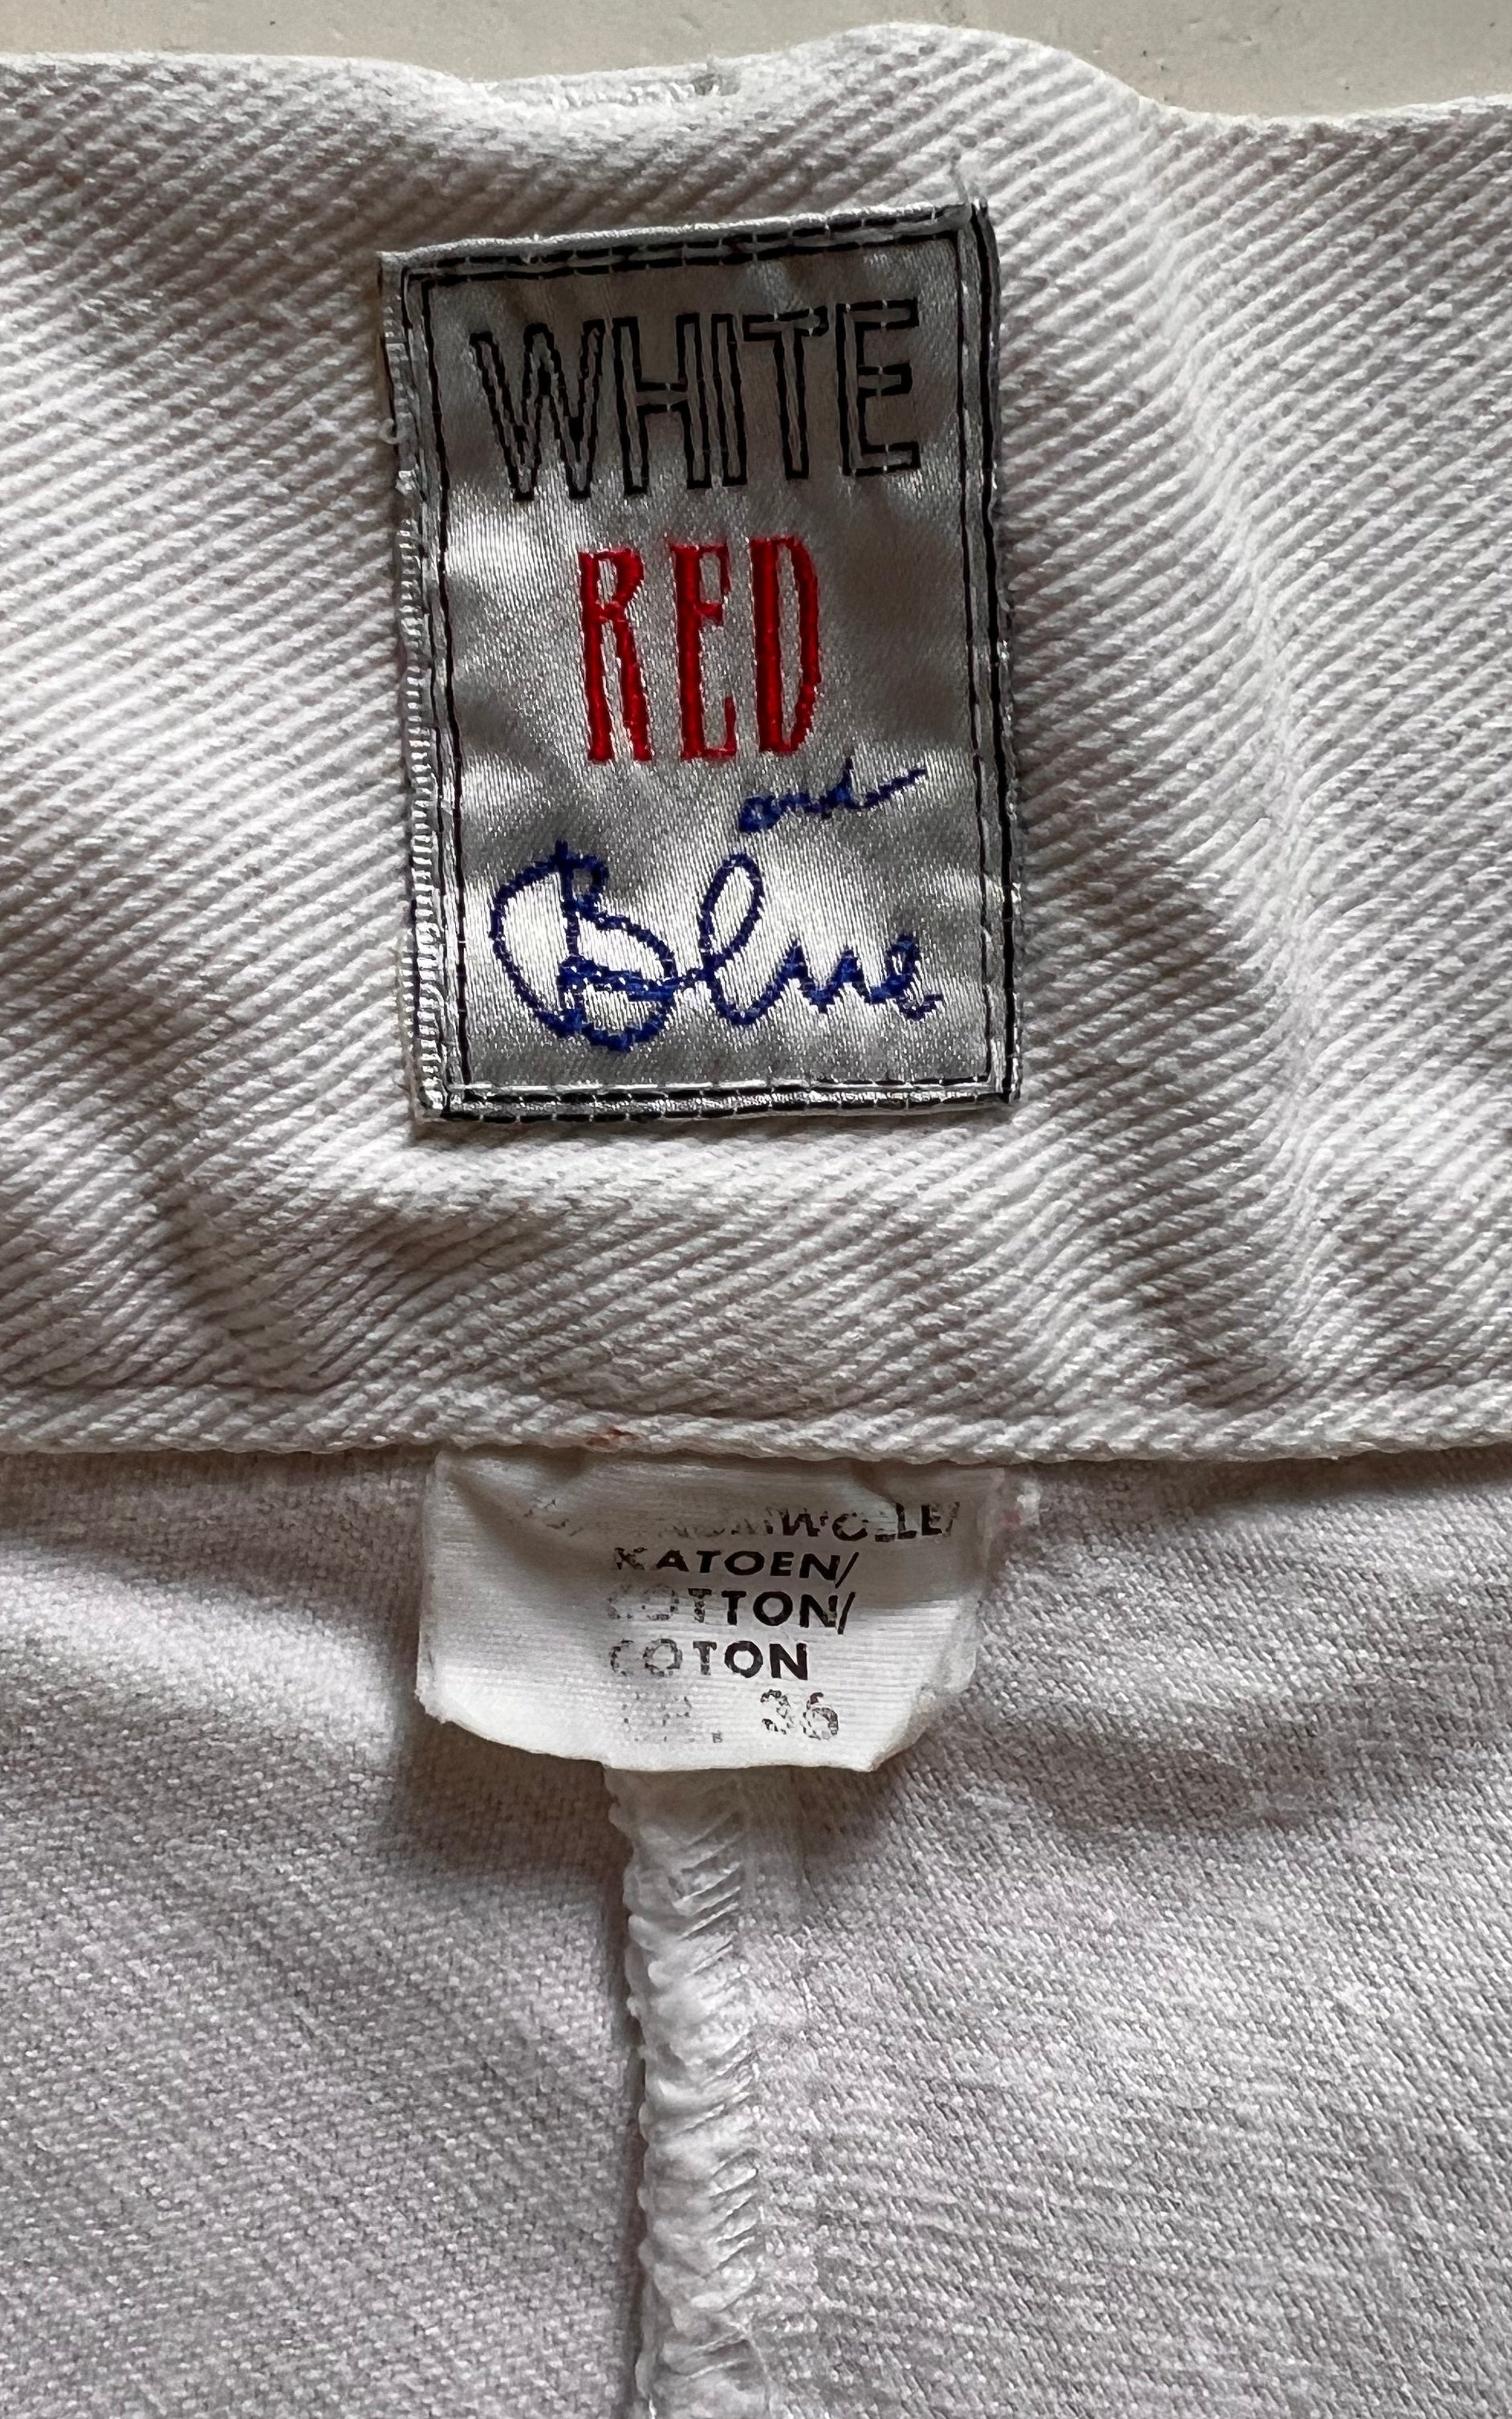 WHITE
RED
and
Blue
KATOEN/
COTTON/
COTON
36